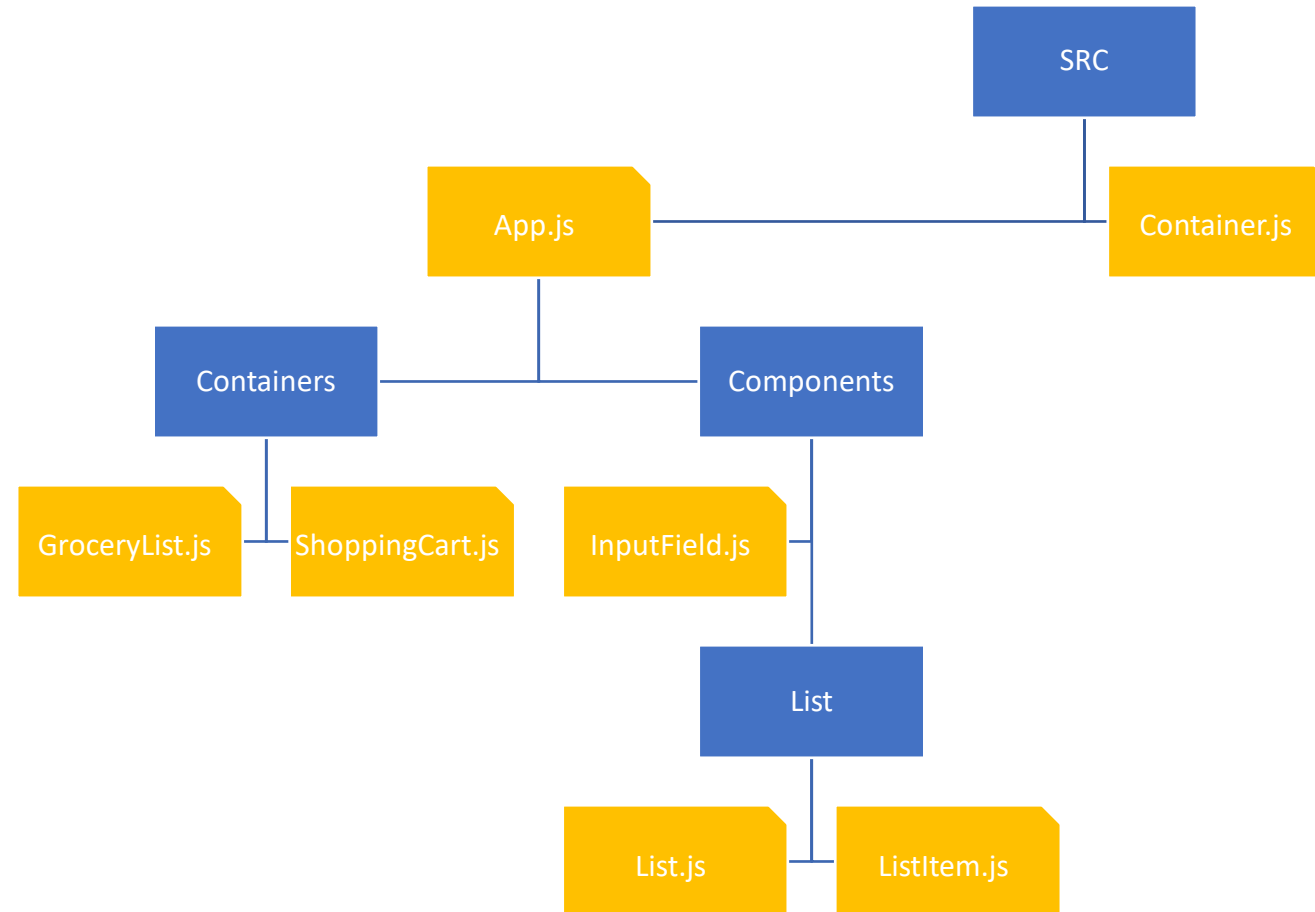 SRC
App.js
Container.js
Containers
Components
GroceryList.js
ShoppingCart.js
InputField.js
List
List.js
ListItem.js